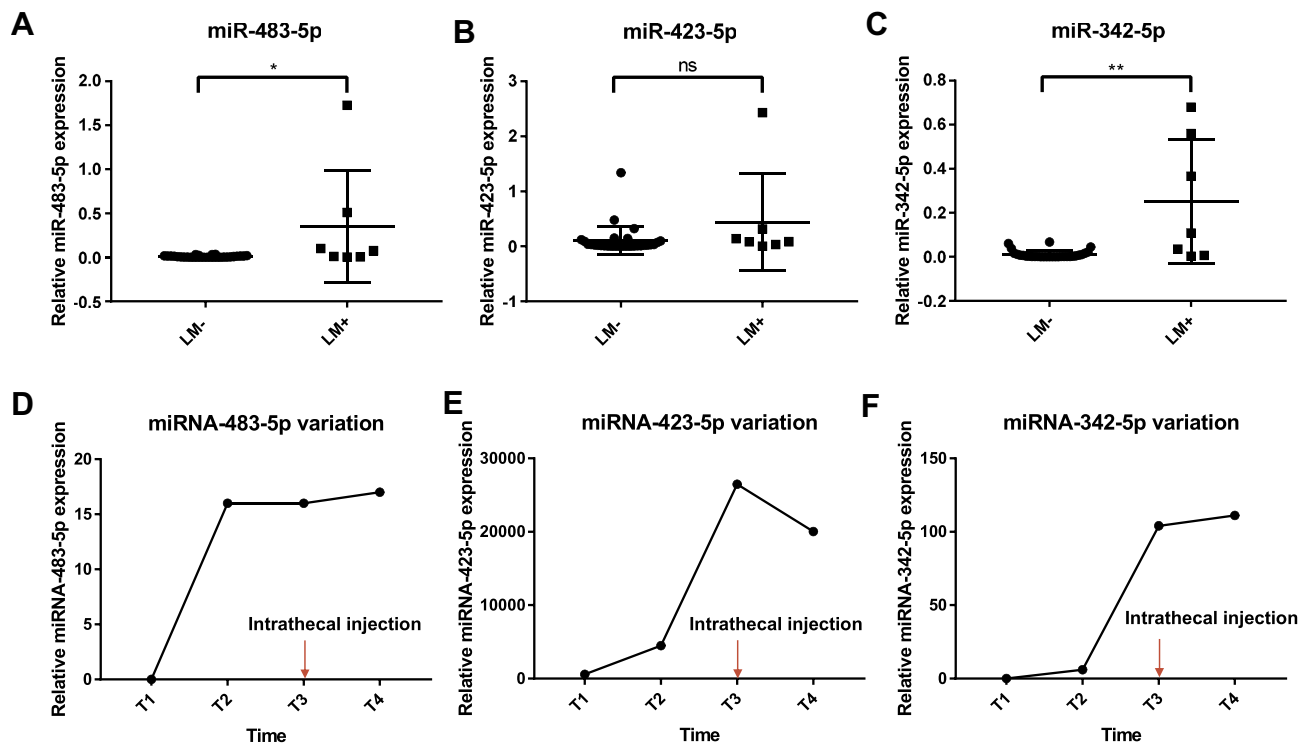 A
miR-483-5p
*
Relative miR-483-5p expression
2.0
1.5
1.0
0.5
0.0
-0.5
LM-
LM+
B
miR-423-5p
ns
Relative miR-423-5p expression
3
2
1
0
-1
LM-
LM+
C
miR-342-5p
**
Relative miR-342-5p expression
0.8
0.6
0.4
0.2
0.0
-0.2
LM-
LM+
D
miRNA-483-5p variation
Relative miRNA-483-5p expression
20
15
10
5
0
Intrathecal injection
T1
T2
T3
T4
Time
E
miRNA-423-5p variation
Relative miRNA-423-5p expression
30000
20000
10000
0
Intrathecal injection
T1
T2
T3
T4
Time
F
miRNA-342-5p variation
Relative miRNA-342-5p expression
150
100
50
0
Intrathecal injection
T1
T2
T3
T4
Time